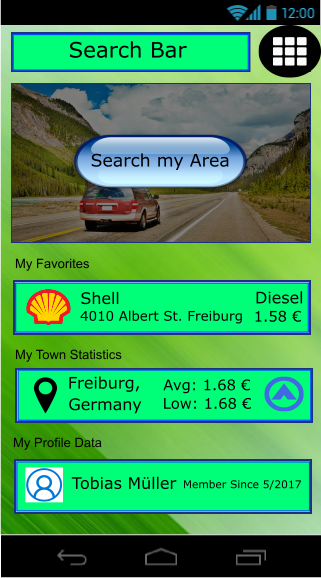 12:00
Search Bar
Search my Area
My Favorites
Shell
Diesel
4010 Albert St. Freiburg
1.58 €
My Town Statistics
Freiburg,
Germany
Avg: 1.68 €
Low: 1.68 €
My Profile Data
Tobias Müller
Member Since 5/2017